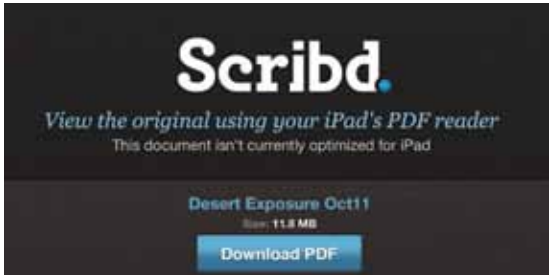 Scribd.
View the original using your iPad's PDF reader
This document isn't currently optimized for iPad
Desert Exposure Oct11
Size: 11.8 MB
Download PDF